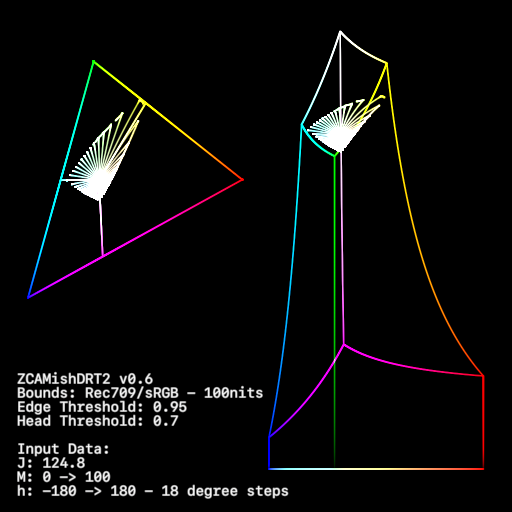 ZCAMishDRT2 v0.6
Bounds: Rec709/sRGB - 100nits
Edge Threshold: 0.95
Head Threshold: 0.7
Input Data:
J: 124.8
M: 0 -> 100
h: -180 -> 180 - 18 degree steps